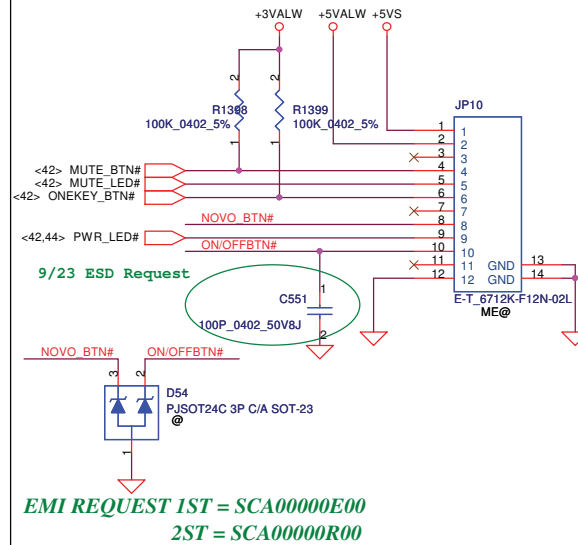 +3VALW +5VALW +5VS
JP10
2 2
R1398 R1399
100K_0402_5% 100K_0402_5%
1 1
1 1
2 2
3 3
<42> MUTE_BTN# 4 4
<42> MUTE_LED# 5 5
<42> ONEKEY_BTN# 6 6
7 7
NOVO_BTN# 8 8
<42,44> PWR_LED# 9 9
ON/OFFBTN# 10 10
11 11 GND 13
12 12 GND 14
9/23 ESD Request
1
C551
100P_0402_50V8J
2
E-T_6712K-F12N-02L
ME@
NOVO_BTN# ON/OFFBTN#
3 2
D54
PJSOT24C 3P C/A SOT-23
@
1
EMI REQUEST 1ST = SCA00000E00
2ST = SCA00000R00